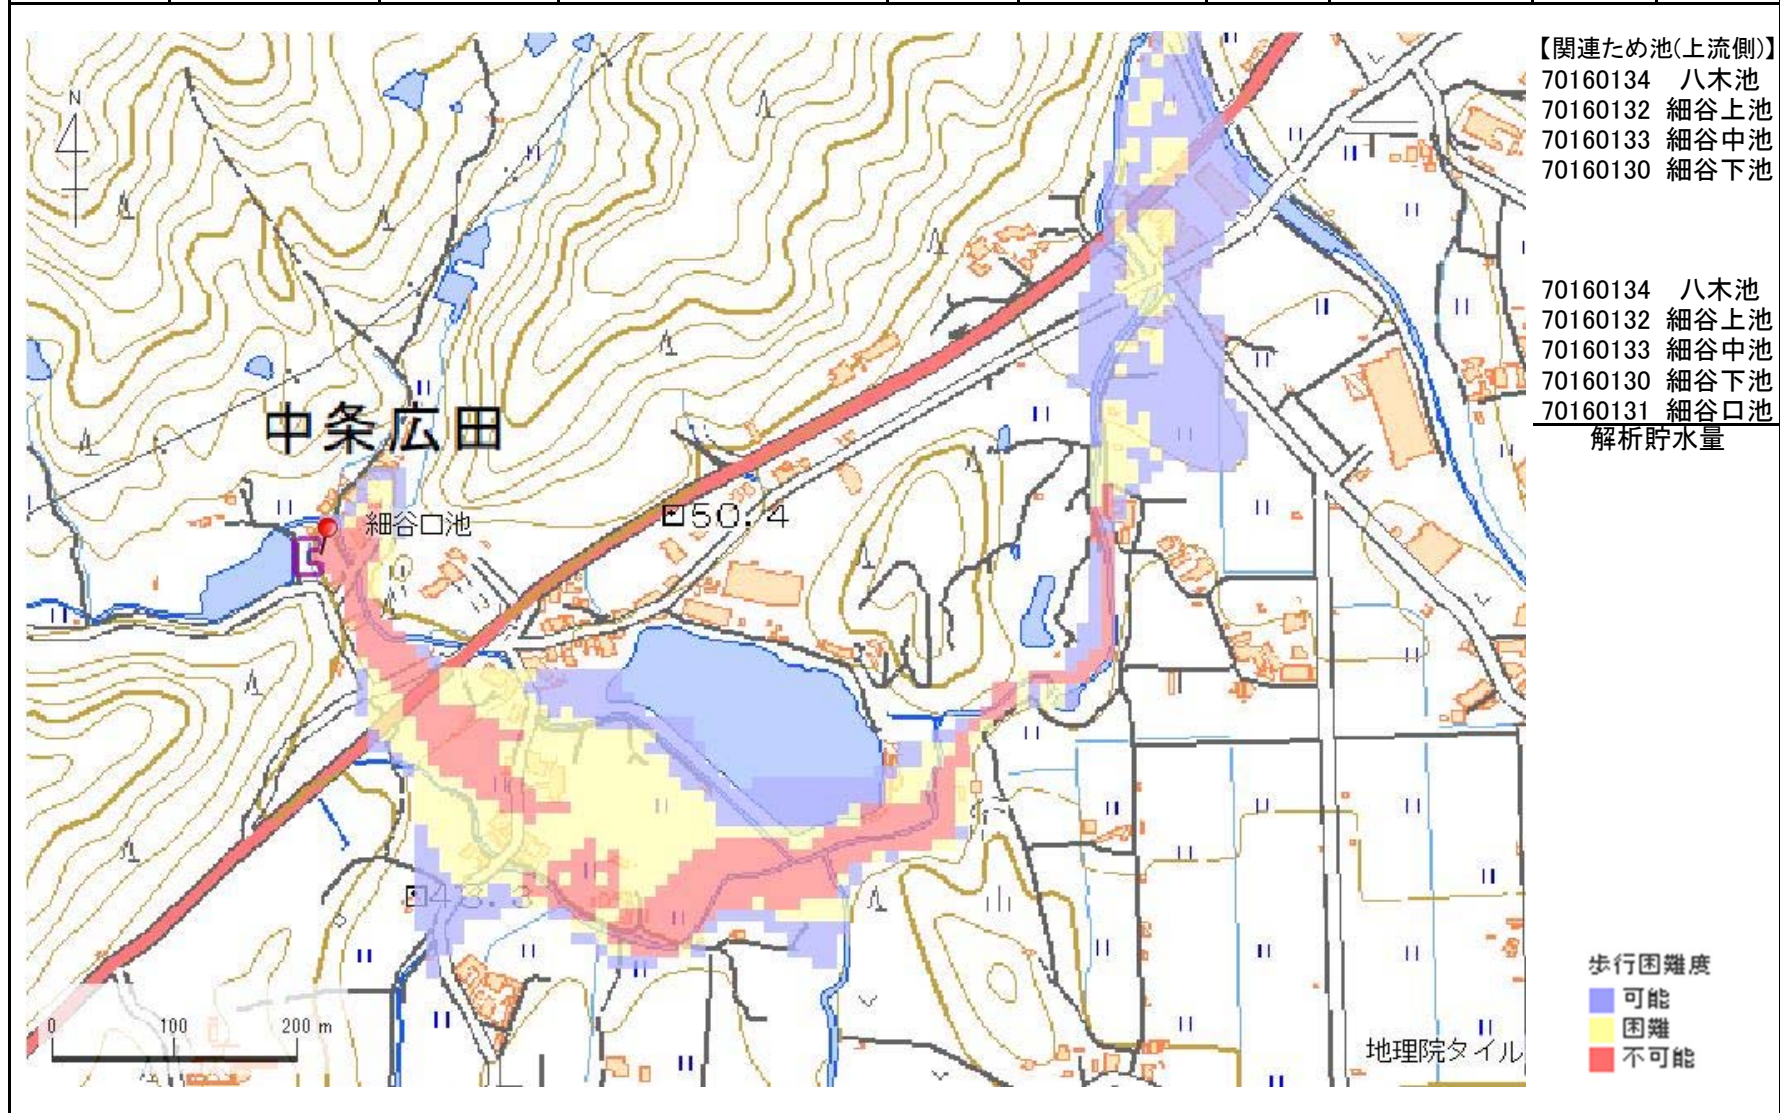 【関連ため池(上流側)】
70160134 八木池
70160132 細谷上池
70160133 細谷中池
70160130 細谷下池
70160134 八木池
70160132 細谷上池
70160133 細谷中池
70160130 細谷下池
70160131 細谷口池
解析貯水量
N
中条広田
細谷口池
50.4
43.3
0 100 200 m
地理院タイル
歩行困難度
可能
困難
不可能